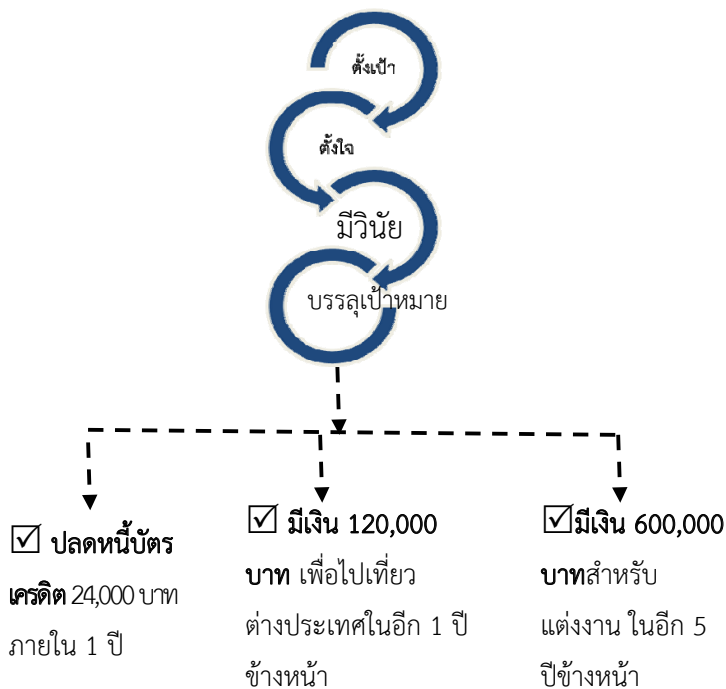 ตั้งเป้า
ตั้งใจ
มีวินัย
บรรลุเป้าหมาย
☑ ปลดหนี้บัตร
เครดิต 24,000 บาท
ภายใน 1 ปี
☑ มีเงิน 120,000
บาท เพื่อไปเที่ยว
ต่างประเทศในอีก 1 ปี
ข้างหน้า
☑มีเงิน 600,000
บาทสำหรับ
แต่งงาน ในอีก 5
ปีข้างหน้า